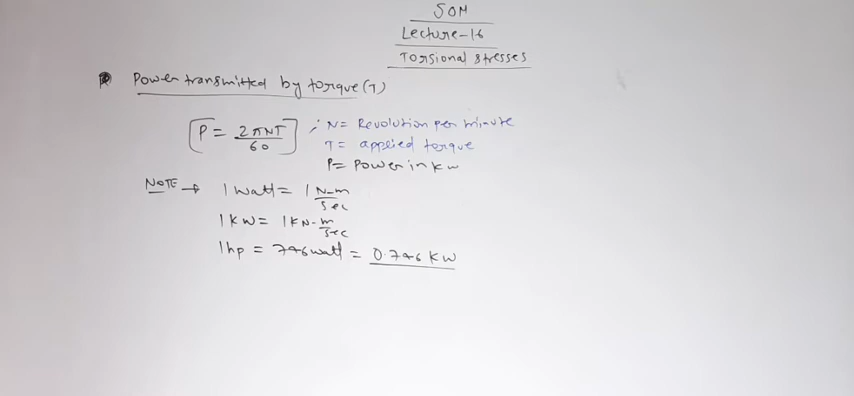 SOM
Lecture-16
Torsional stresses
Power transmitted by torque (T)
P = 2πNT/60 ; N = Revolution per minute
T = applied torque
P = Power in kw
NOTE → 1 watt = 1 N-m/sec
1 kW = 1 kN-m/sec
1 hp = 746 watt = 0.746 kW